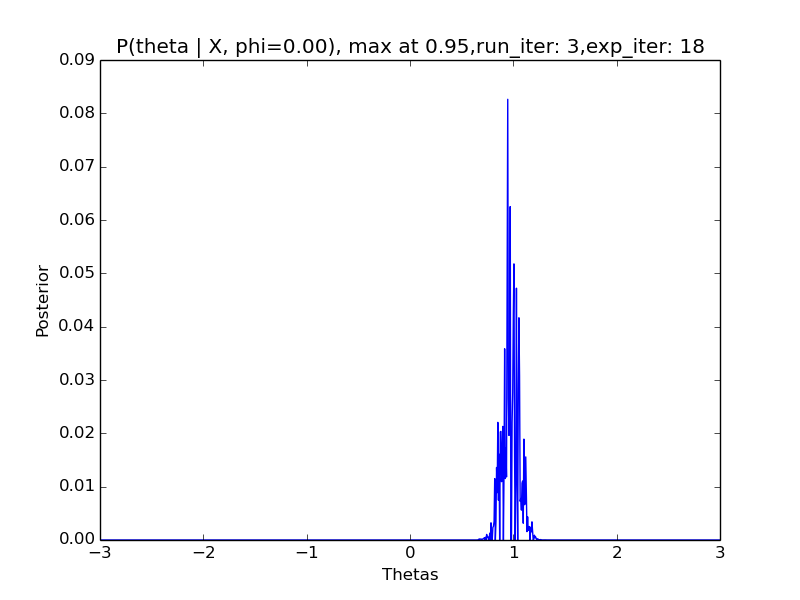 P(theta | X, phi=0.00), max at 0.95,run_iter: 3,exp_iter: 18
0.09
0.08
0.07
0.06
0.05
0.04
0.03
0.02
0.01
0.00
Posterior
−3 −2 −1 0 1 2 3
Thetas